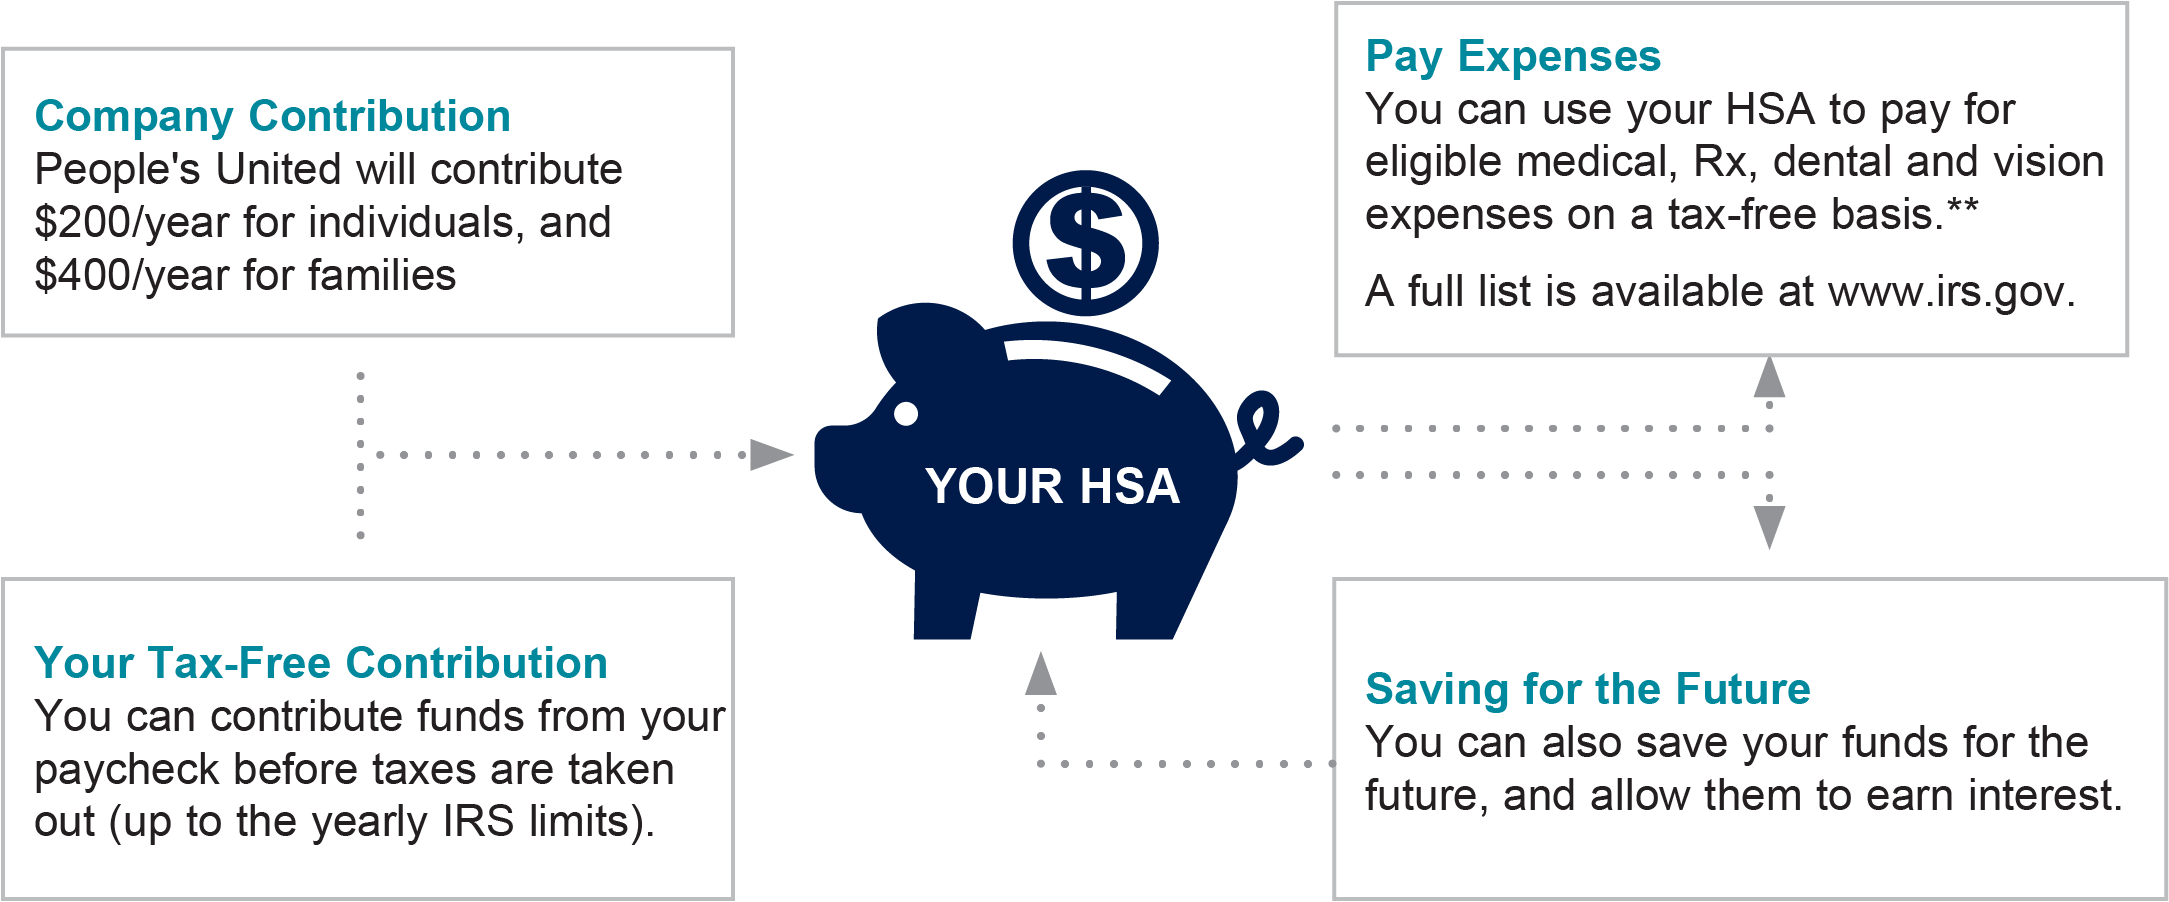 Company Contribution
People's United will contribute
$200/year for individuals, and
$400/year for families
Your Tax-Free Contribution
You can contribute funds from your
paycheck before taxes are taken
out (up to the yearly IRS limits).
$
YOUR HSA
Pay Expenses
You can use your HSA to pay for
eligible medical, Rx, dental and vision
expenses on a tax-free basis.**
A full list is available at www.irs.gov.
Saving for the Future
You can also save your funds for the
future, and allow them to earn interest.